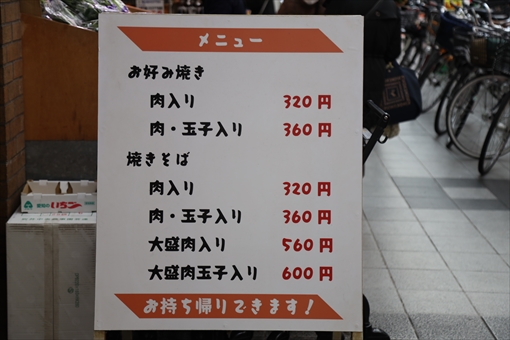 メニュー
お好み焼き
肉入り 320円
肉・玉子入り 360円
焼きそば
肉入り 320円
肉・玉子入り 360円
大盛肉入り 560円
大盛肉玉子入り 600円
お持ち帰りできます!
いちご